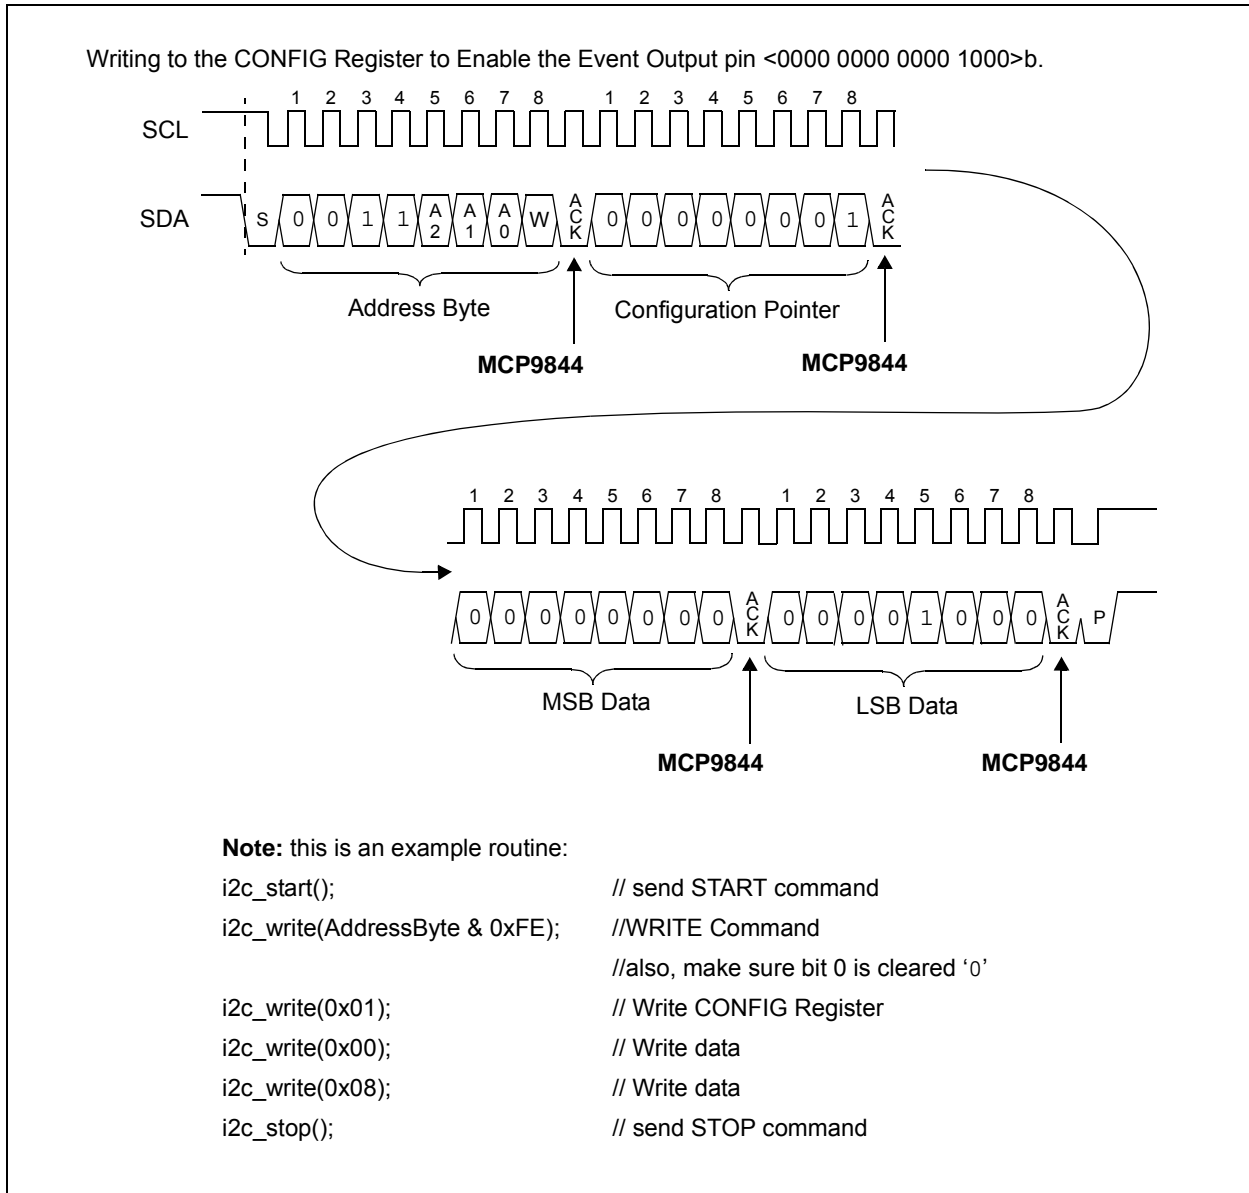 Writing to the CONFIG Register to Enable the Event Output pin <0000 0000 0000 1000>b.
1 2 3 4 5 6 7 8 1 2 3 4 5 6 7 8
SCL
SDA
S 0 0 1 1 A2 A1 A0 W ACK 0 0 0 0 0 0 0 1 ACK
Address Byte Configuration Pointer
MCP9844 MCP9844
1 2 3 4 5 6 7 8 1 2 3 4 5 6 7 8
0 0 0 0 0 0 0 0 ACK 0 0 0 0 1 0 0 0 ACK P
MSB Data LSB Data
MCP9844 MCP9844
Note: this is an example routine:
i2c_start(); // send START command
i2c_write(AddressByte & 0xFE); //WRITE Command
//also, make sure bit 0 is cleared ‘0’
i2c_write(0x01); // Write CONFIG Register
i2c_write(0x00); // Write data
i2c_write(0x08); // Write data
i2c_stop(); // send STOP command